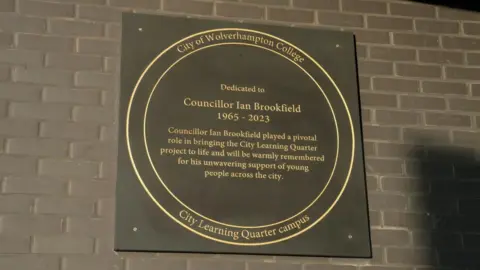 City of Wolverhampton College
Dedicated to
Councillor Ian Brookfield
1965 - 2023
Councillor Ian Brookfield played a pivotal
role in bringing the City Learning Quarter
project to life and will be warmly remembered
for his unwavering support of young
people across the city.
City Learning Quarter campus